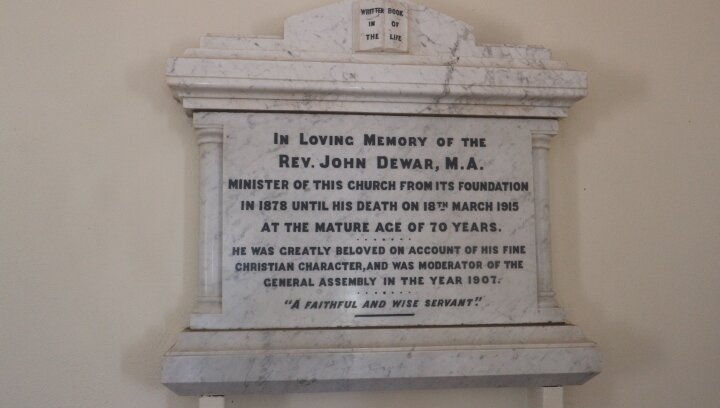 WRITTEN BOOK
IN OF
THE LIFE
IN LOVING MEMORY OF THE
REV. JOHN DEWAR, M.A.
MINISTER OF THIS CHURCH FROM ITS FOUNDATION
IN 1878 UNTIL HIS DEATH ON 18TH MARCH 1915
AT THE MATURE AGE OF 70 YEARS.
HE WAS GREATLY BELOVED ON ACCOUNT OF HIS FINE
CHRISTIAN CHARACTER, AND WAS MODERATOR OF THE
GENERAL ASSEMBLY IN THE YEAR 1907.
"A FAITHFUL AND WISE SERVANT".